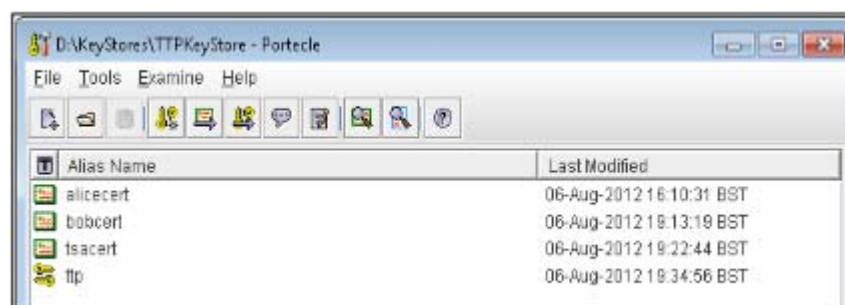 D:\KeyStores\TTPKeyStore - Portecle
File Tools Examine Help
Alias Name Last Modified
alicecert 06-Aug-2012 16:10:31 BST
bobcert 06-Aug-2012 19:13:19 BST
tsacert 06-Aug-2012 19:22:44 BST
ttp 06-Aug-2012 19:34:56 BST